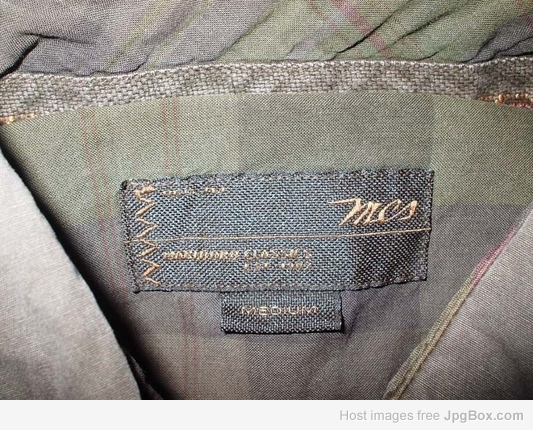 mcs
MARLBORO CLASSICS
MEDIUM
Host images free JpgBox.com